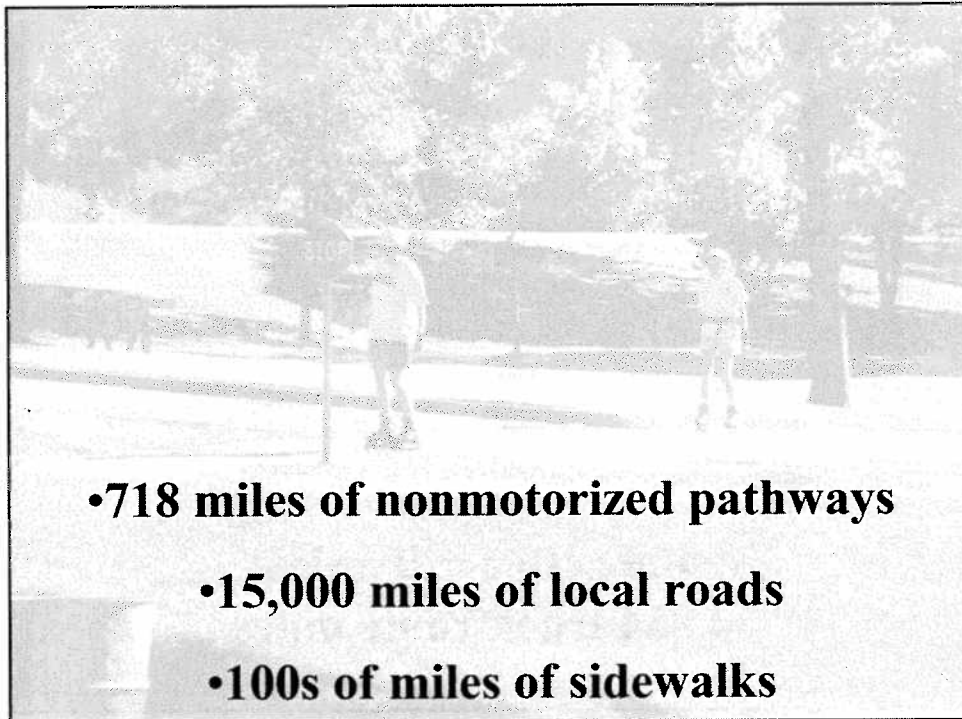 •718 miles of nonmotorized pathways
•15,000 miles of local roads
•100s of miles of sidewalks